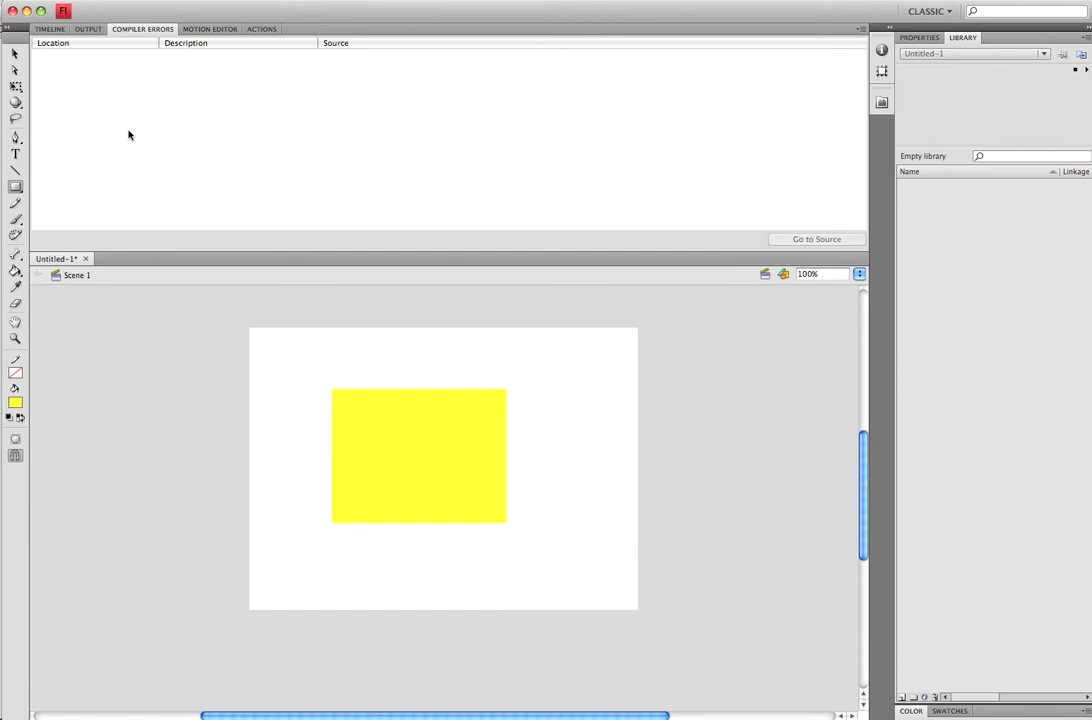 Fl CLASSIC
TIMELINE OUTPUT COMPILER ERRORS MOTION EDITOR ACTIONS
Location Description Source
PROPERTIES LIBRARY
Untitled-1
Empty library
Name Linkage
T
Go to Source
Untitled-1*
Scene 1 100%
COLOR SWATCHES